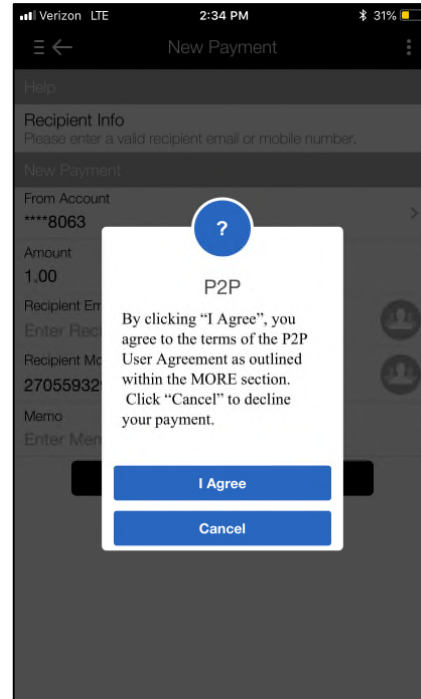 Verizon LTE 2:34 PM 31%
New Payment
Help
Recipient Info
Please enter a valid recipient email or mobile number.
New Payment
From Account
****8063
Amount
1.00
Recipient Em
Enter Reci
Recipient Mo
27055932
Memo
Enter Mem
?
P2P
By clicking “I Agree”, you
agree to the terms of the P2P
User Agreement as outlined
within the MORE section.
Click “Cancel” to decline
your payment.
I Agree
Cancel